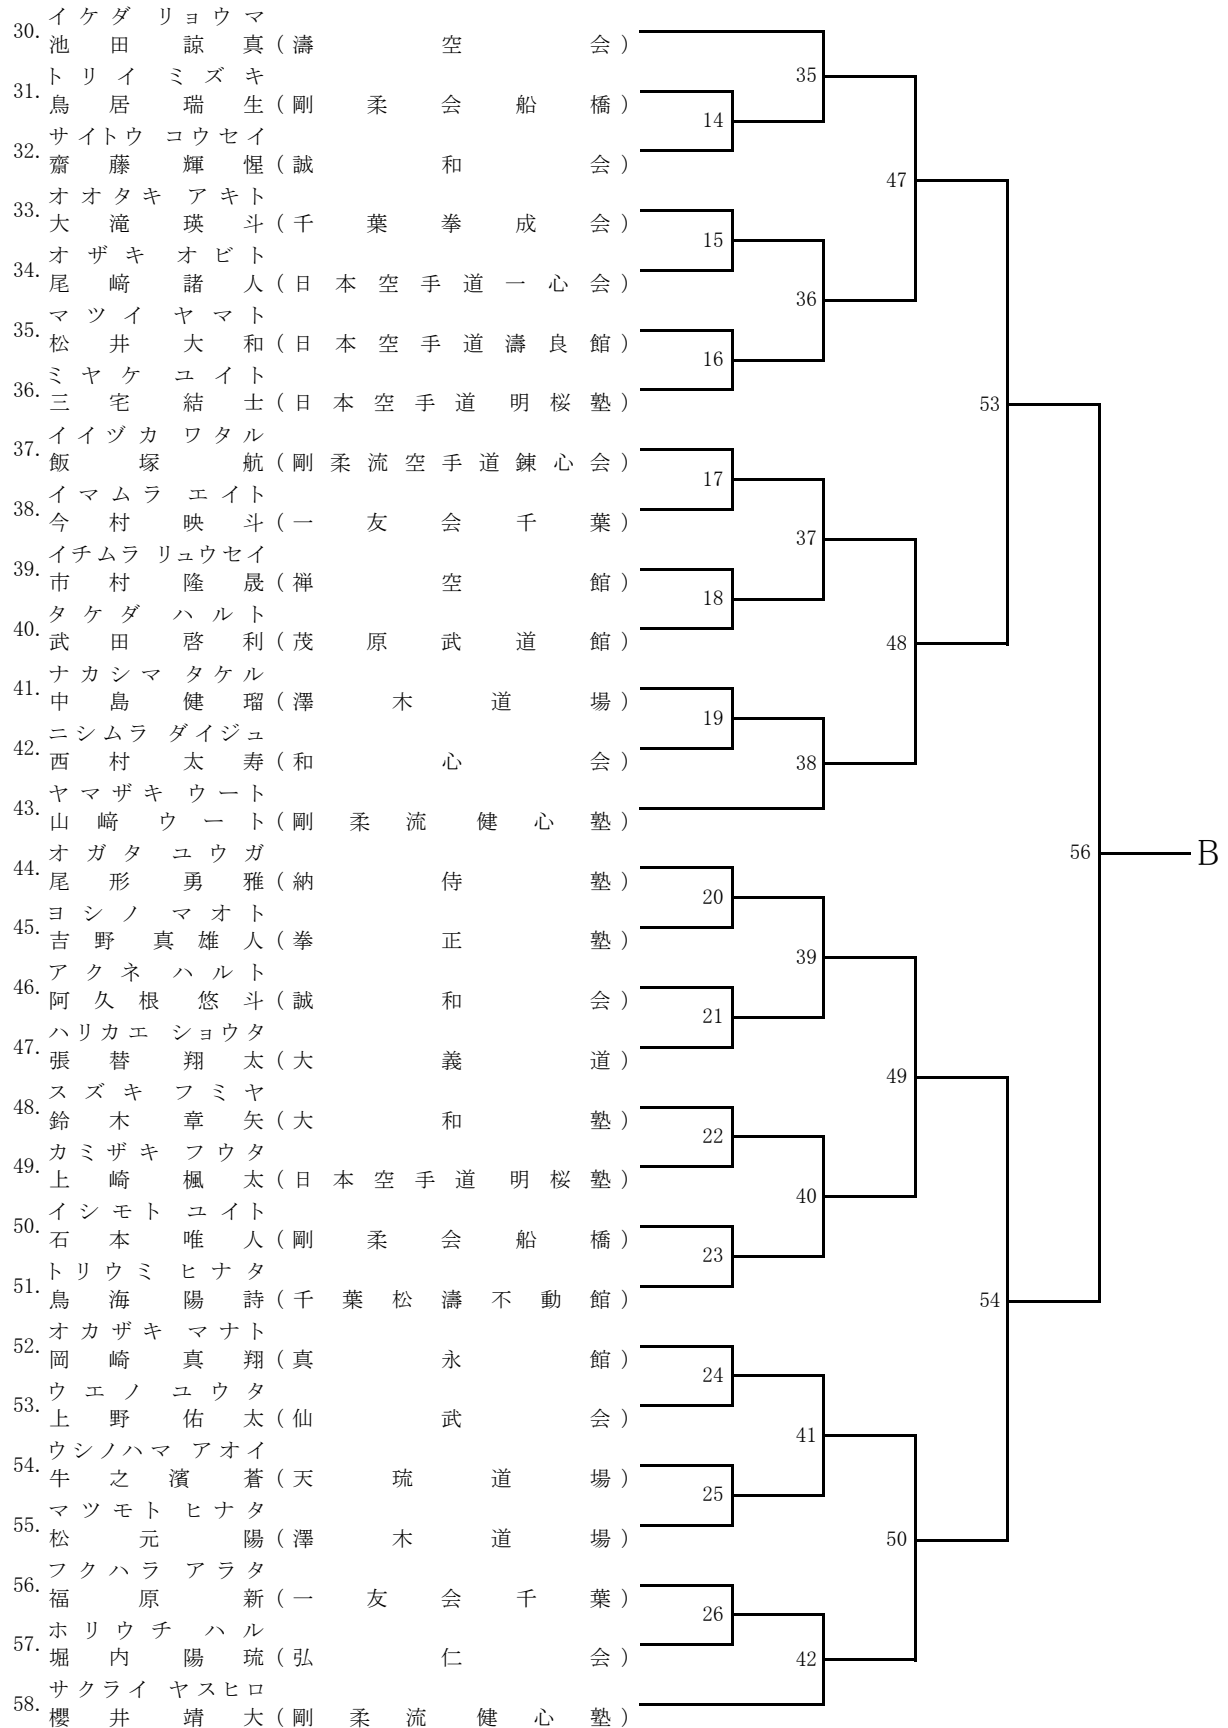 イケダ リョウマ
30. 池田 諒真(濤空会)
トリイ ミズキ
31. 鳥居 瑞生(剛柔会船橋)
サイトウ コウセイ
32. 齋藤 輝惺(誠和会)
オオタキ アキト
33. 大滝 瑛斗(千葉拳成会)
オザキ オビト
34. 尾﨑 諸人(日本空手道一心会)
マツイ ヤマト
35. 松井 大和(日本空手道濤良館)
ミヤケ ユイト
36. 三宅 結士(日本空手道 明桜塾)
イイヅカ ワタル
37. 飯塚 航(剛柔流空手道錬心会)
イマムラ エイト
38. 今村 映斗(一友会千葉)
イチムラ リュウセイ
39. 市村 隆晟(禅空館)
タケダ ハルト
40. 武田 啓利(茂原武道館)
ナカシマ タケル
41. 中島 健瑠(澤木道場)
ニシムラ ダイジュ
42. 西村 太寿(和心会)
ヤマザキ ウート
43. 山﨑 ウート(剛柔流 健心塾)
オガタ ユウガ
44. 尾形 勇雅(納侍塾)
ヨシノ マオト
45. 吉野 真雄人(拳正塾)
アクネ ハルト
46. 阿久根 悠斗(誠和会)
ハリカエ ショウタ
47. 張替 翔太(大義道)
スズキ フミヤ
48. 鈴木 章矢(大和塾)
カミザキ フウタ
49. 上崎 楓太(日本空手道 明桜塾)
イシモト ユイト
50. 石本 唯人(剛柔会船橋)
トリウミ ヒナタ
51. 鳥海 陽詩(千葉松濤不動館)
オカザキ マナト
52. 岡崎 真翔(真永館)
ウエノ ユウタ
53. 上野 佑太(仙武会)
ウシノハマ アオイ
54. 牛之濱 蒼(天琉道場)
マツモト ヒナタ
55. 松元 陽(澤木道場)
フクハラ アラタ
56. 福原 新(一友会千葉)
ホリウチ ハル
57. 堀内 陽琉(弘仁会)
サクライ ヤスヒロ
58. 櫻井 靖大(剛柔流 健心塾)
14
15
16
17
18
19
20
21
22
23
24
25
26
35
36
37
38
39
40
41
42
47
48
49
50
53
54
56
B